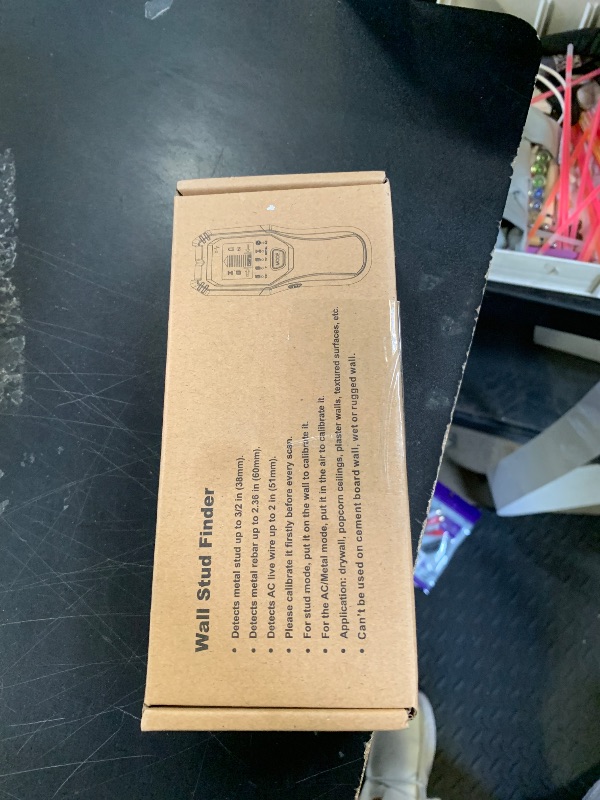 Wall Stud Finder
• Detects metal stud up to 3/2 in (38mm).
• Detects metal rebar up to 2.36 in (60mm).
• Detects AC live wire up to 2 in (51mm).
• Please calibrate it firstly before every scan.
• For stud mode, put it on the wall to calibrate it.
• For the AC/Metal mode, put it in the air to calibrate it.
• Application: drywall, popcorn ceilings, plaster walls, textured surfaces, etc.
• Can't be used on cement board wall, wet or rugged wall.
MODE